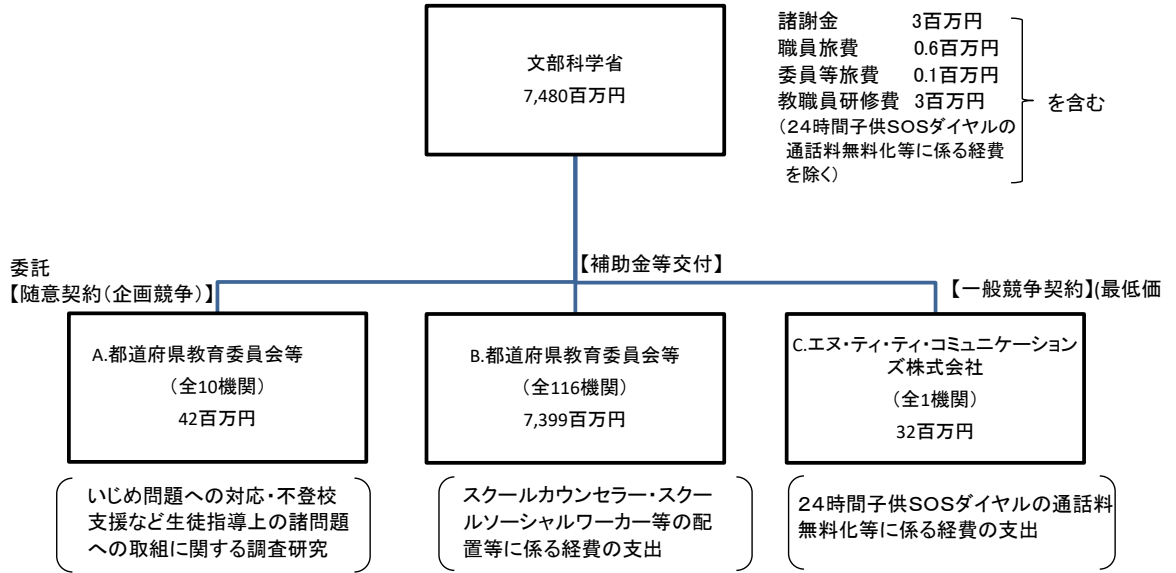 文部科学省
7,480百万円
諸謝金 3百万円
職員旅費 0.6百万円
委員等旅費 0.1百万円
教職員研修費 3百万円
(24時間子供SOSダイヤルの
通話料無料化等に係る経費
を除く)
を含む
委託
【随意契約(企画競争)】
【補助金等交付】
【一般競争契約】(最低価
A.都道府県教育委員会等
(全10機関)
42百万円
B.都道府県教育委員会等
(全116機関)
7,399百万円
C.エヌ・ティ・ティ・コミュニケーション
ズ株式会社
(全1機関)
32百万円
いじめ問題への対応・不登校
支援など生徒指導上の諸問題
への取組に関する調査研究
スクールカウンセラー・スクー
ルソーシャルワーカー等の配
置等に係る経費の支出
24時間子供SOSダイヤルの通話料
無料化等に係る経費の支出